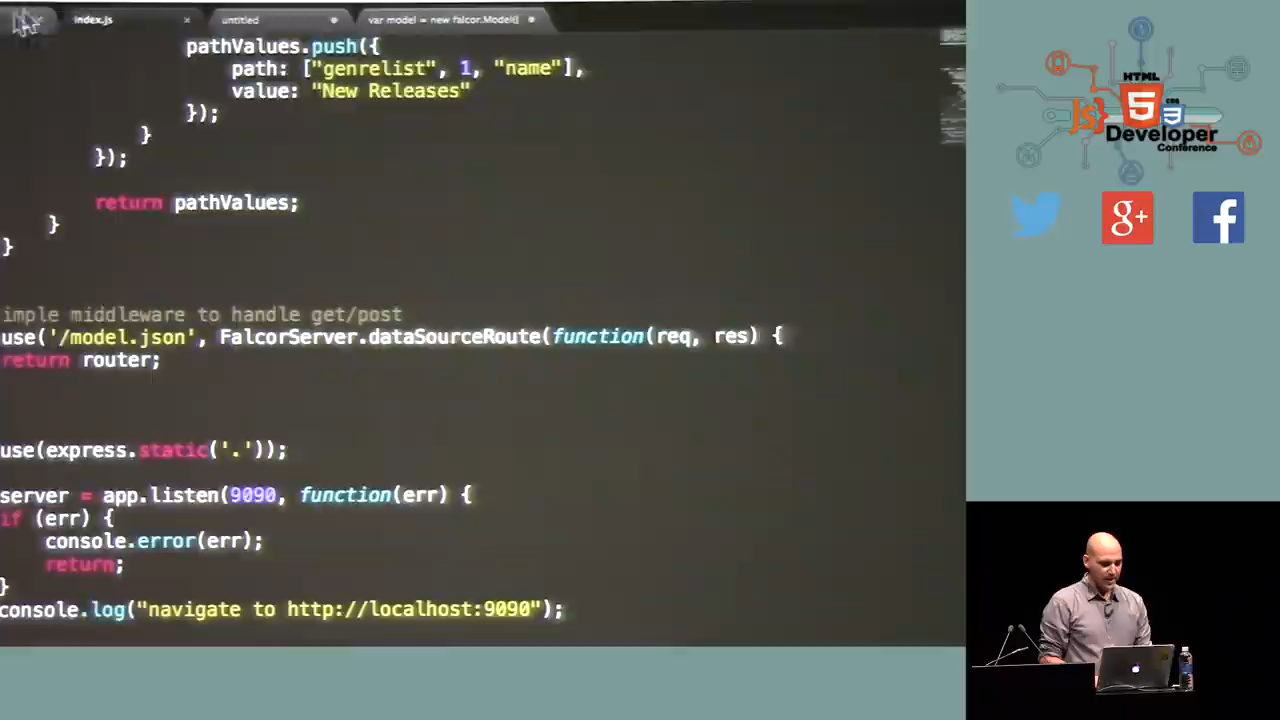 index.js
untitled
var model = new falcor.Model({
pathValues.push({
path: ["genrelist", 1, "name"],
value: "New Releases"
});
}
});
return pathValues;
}
}
imple middleware to handle get/post
use('/model.json', FalcorServer.dataSourceRoute(function(req, res) {
return router;
use(express.static('.'));
server = app.listen(9090, function(err) {
if (err) {
console.error(err);
return;
}
console.log("navigate to http://localhost:9090");
HTML
JS} 5 CSS 3
Developer
Conference
g+
f